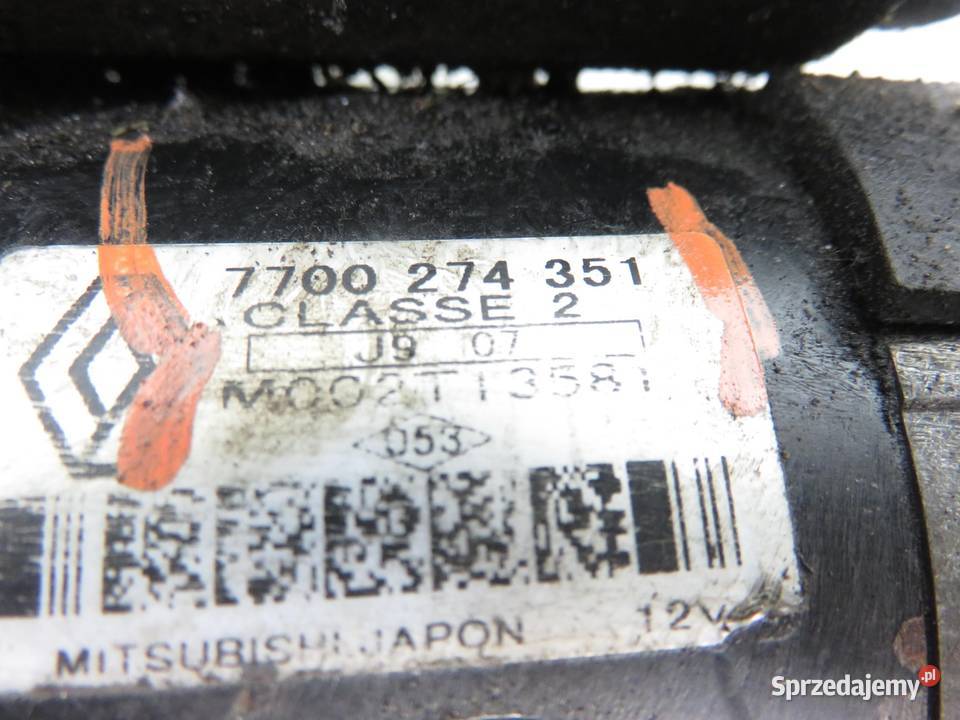 7700 274 351
CLASSE 2
J9 07
M002T13581
053
MITSUBISHI JAPON 12V
Sprzedajemy.pl